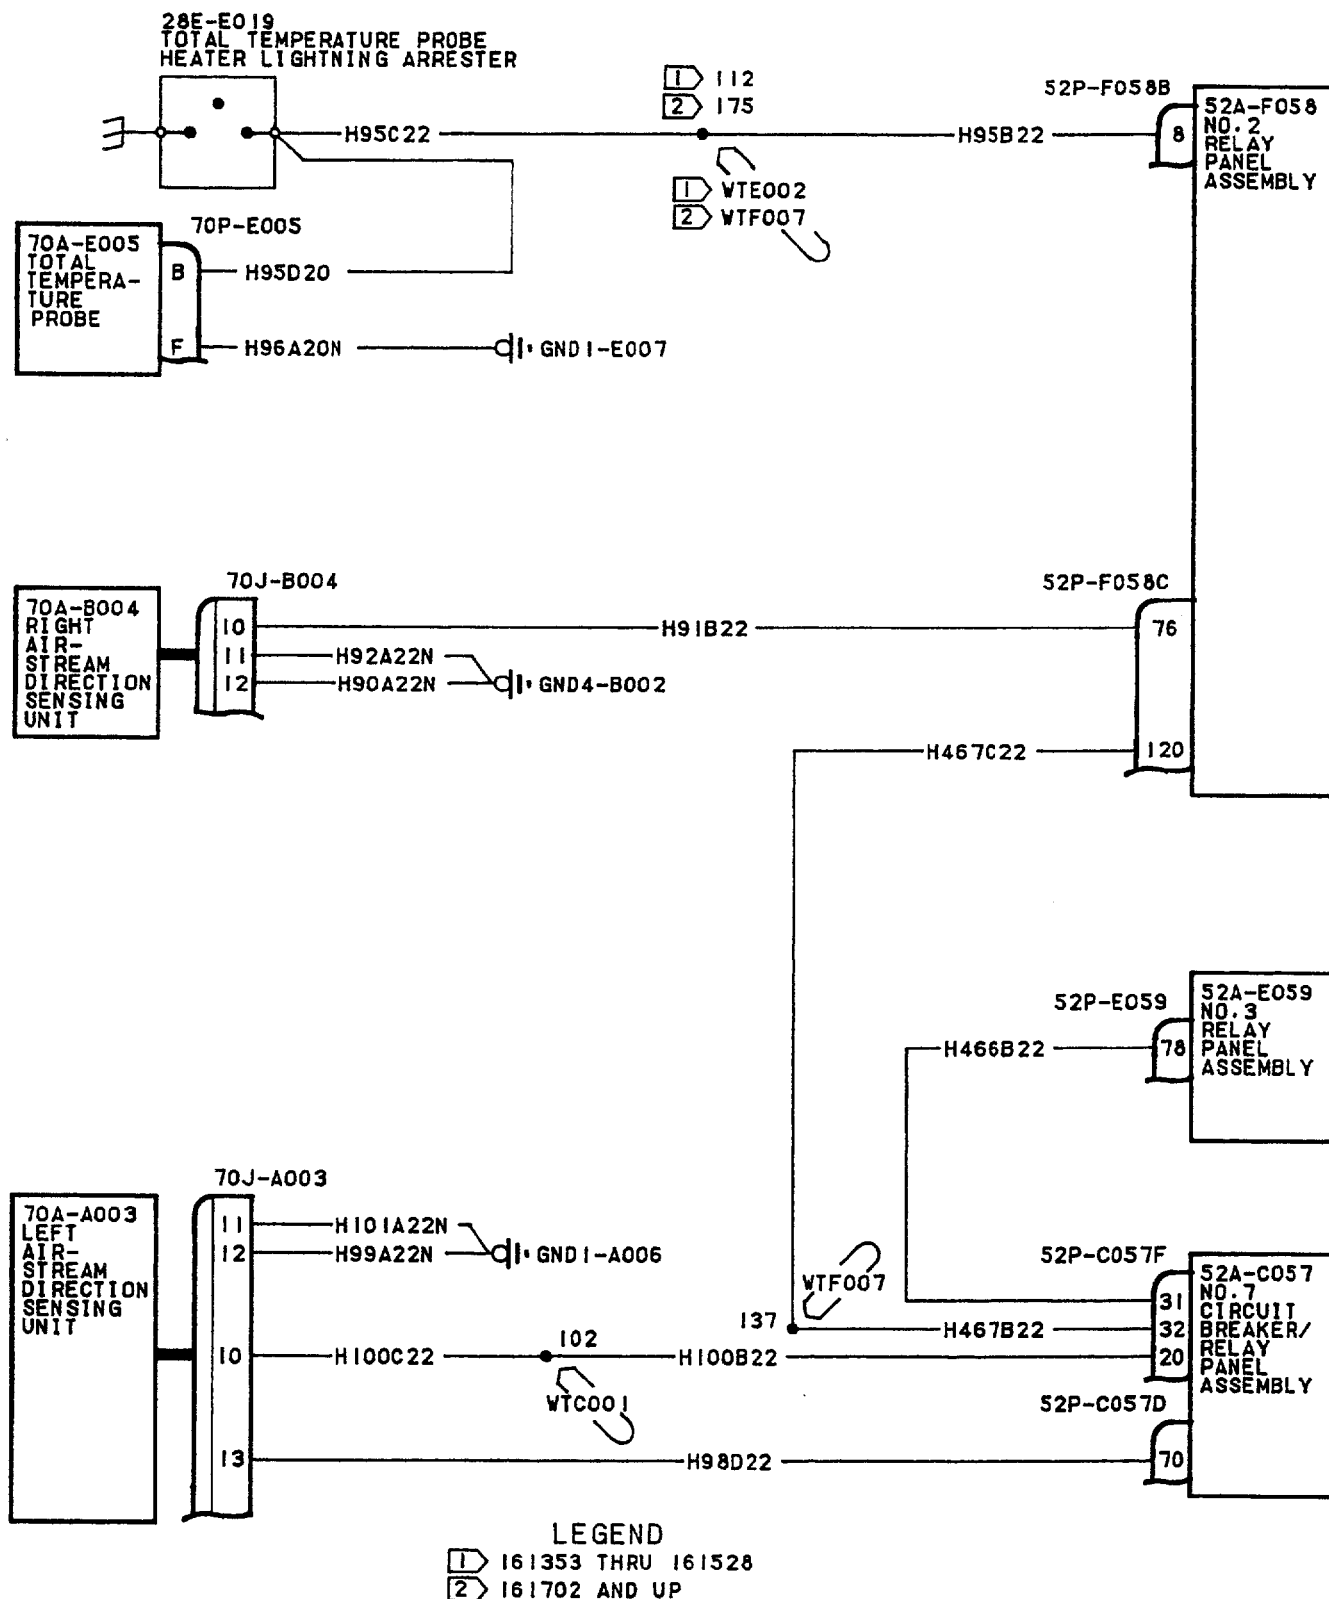 28E-E019
TOTAL TEMPERATURE PROBE
HEATER LIGHTNING ARRESTER
1 112
2 175
52P-F058B
52A-F058
NO.2
RELAY
PANEL
ASSEMBLY
H95C22
H95B22
8
1 WTE002
2 WTF007
70P-E005
70A-E005
TOTAL
TEMPERA-
TURE
PROBE
B
H95D20
F
H96A20N
GND1-E007
70J-B004
52P-F058C
70A-B004
RIGHT
AIR-
STREAM
DIRECTION
SENSING
UNIT
10
H91B22
76
11
H92A22N
12
H90A22N
GND4-B002
H467C22
120
52P-E059
52A-E059
NO.3
RELAY
PANEL
ASSEMBLY
H466B22
78
70J-A003
70A-A003
LEFT
AIR-
STREAM
DIRECTION
SENSING
UNIT
11
H101A22N
12
H99A22N
GND1-A006
52P-C057F
52A-C057
NO.7
CIRCUIT
BREAKER/
RELAY
PANEL
ASSEMBLY
WTF007
31
137
H467B22
32
102
10
H100C22
H100B22
20
WTC001
52P-C057D
13
H98D22
70
LEGEND
1 161353 THRU 161528
2 161702 AND UP